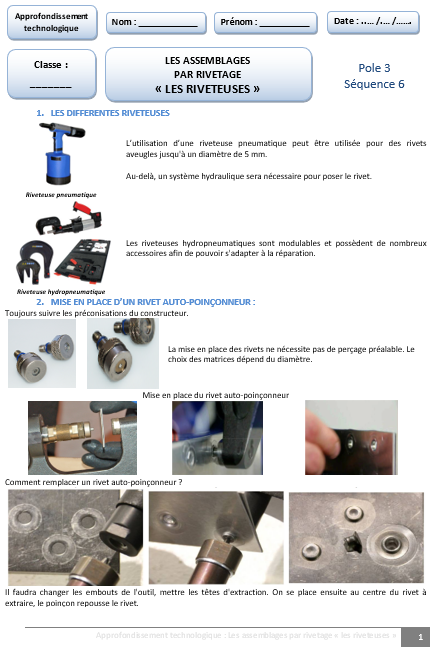 Approfondissement
technologique
Nom : ____________
Prénom : ___________
Date : .. ... / ... /......
Classe :
_______
LES ASSEMBLAGES
PAR RIVETAGE
« LES RIVETEUSES »
Pole 3
Séquence 6
1. LES DIFFERENTES RIVETEUSES
L'utilisation d'une riveteuse pneumatique peut être utilisée pour des rivets
aveugles jusqu'à un diamètre de 5 mm.
Au-delà, un système hydraulique sera nécessaire pour poser le rivet.
Riveteuse pneumatique
Les riveteuses hydropneumatiques sont modulables et possèdent de nombreux
accessoires afin de pouvoir s'adapter à la réparation.
Riveteuse hydropneumatique
2. MISE EN PLACE D'UN RIVET AUTO-POINÇONNEUR :
Toujours suivre les préconisations du constructeur.
La mise en place des rivets ne nécessite pas de perçage préalable. Le
choix des matrices dépend du diamètre.
Mise en place du rivet auto-poinçonneur
Comment remplacer un rivet auto-poinçonneur ?
Il faudra changer les embouts de l'outil, mettre les têtes d'extraction. On se place ensuite au centre du rivet à
extraire, le poinçon repousse le rivet.
Approfondissement technologique : Les assemblages par rivetage « les riveteuses »
1